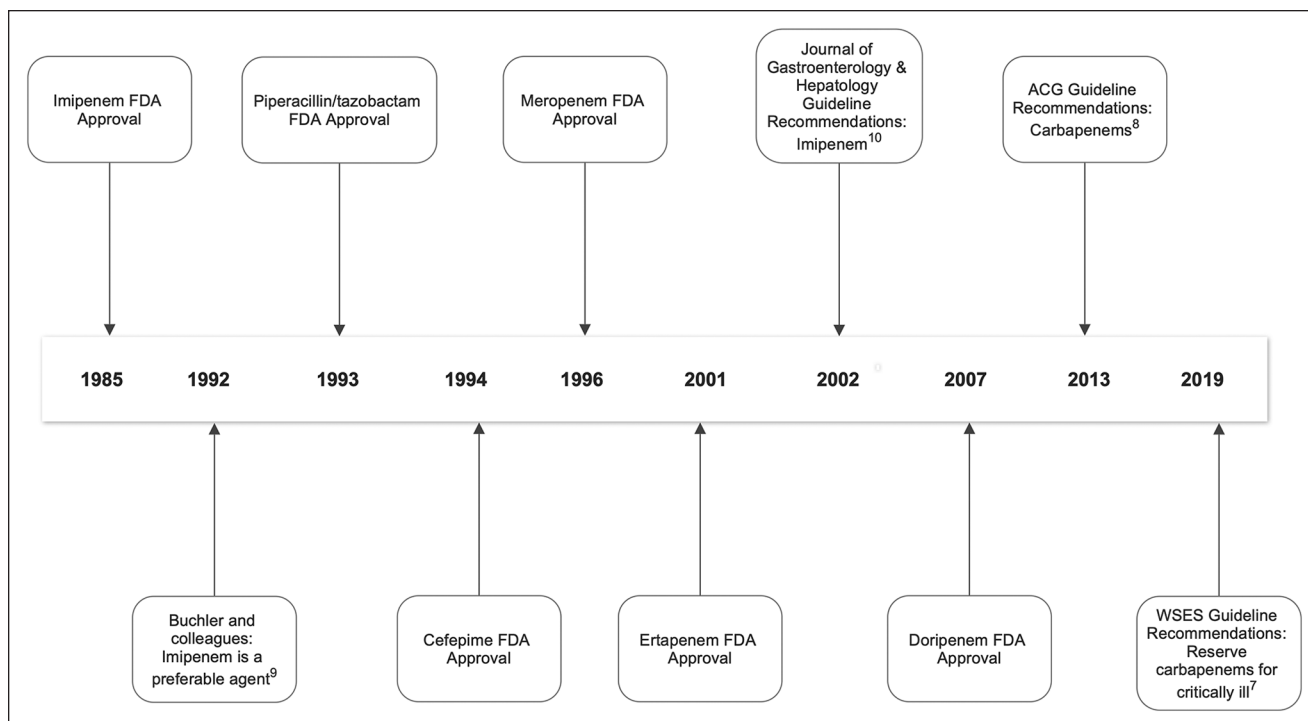 Imipenem FDA
Approval
Piperacillin/tazobactam
FDA Approval
Meropenem FDA
Approval
Journal of
Gastroenterology &
Hepatology
Guideline
Recommendations:
Imipenem10
ACG Guideline
Recommendations:
Carbapenems8
1985 1992 1993 1994 1996 2001 2002 0 2007 2013 2019
Buchler and
colleagues:
Imipenem is a
preferable agent9
Cefepime FDA
Approval
Ertapenem FDA
Approval
Doripenem FDA
Approval
WSES Guideline
Recommendations:
Reserve
carbapenems for
critically ill7